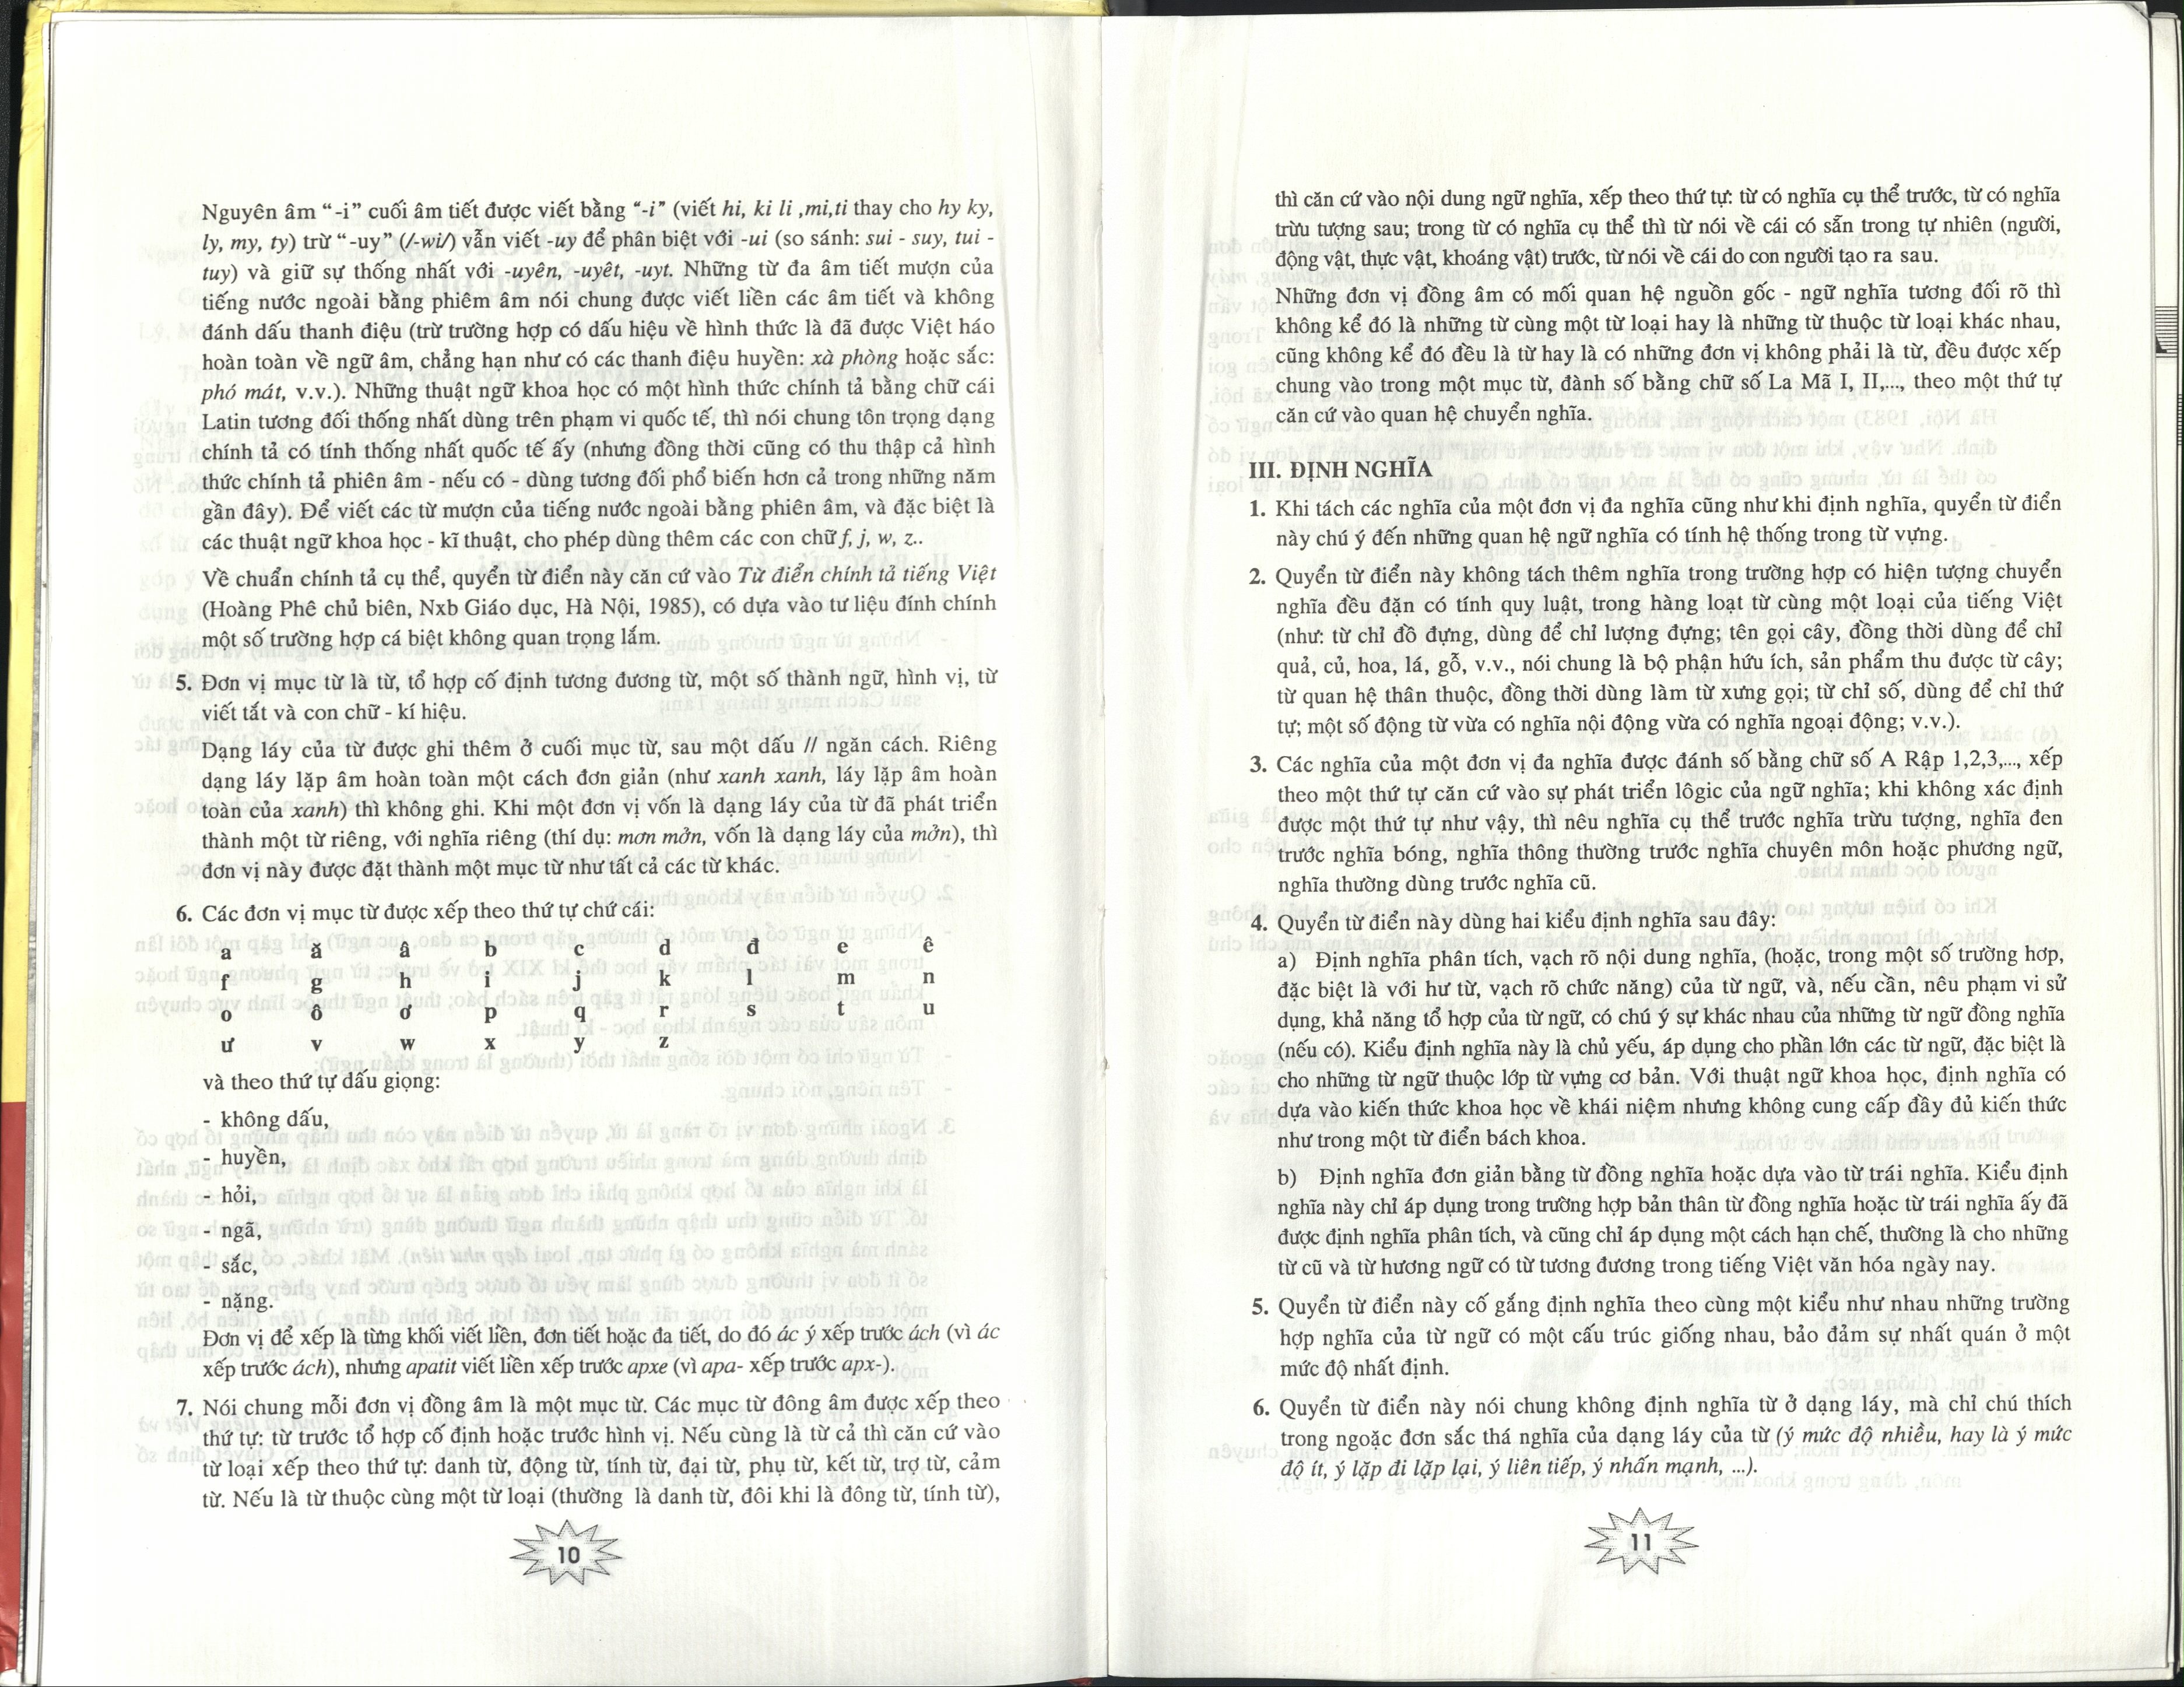 Nguyên âm “-i” cuối âm tiết được viết bằng “-i” (viết hi, ki li ,mi,ti thay cho hy ky,
ly, my, ty) trừ “ -uy” (/-wi/) vẫn viết -uy để phân biệt với -ui (so sánh: sui - suy, tui -
tuy) và giữ sự thống nhất với -uyên, -uyêt, -uyt. Những từ đa âm tiết mượn của
tiếng nước ngoài bằng phiêm âm nói chung được viết liền các âm tiết và không
đánh dấu thanh điệu (trừ trường hợp có dấu hiệu về hình thức là đã được Việt háo
hoàn toàn về ngữ âm, chẳng hạn như có các thanh điệu huyền: xà phòng hoặc sắc:
phó mát, v.v.). Những thuật ngữ khoa học có một hình thức chính tả bằng chữ cái
Latin tương đối thống nhất dùng trên phạm vi quốc tế, thì nói chung tôn trọng dạng
chính tả có tính thống nhất quốc tế ấy (nhưng đồng thời cũng có thu thập cả hình
thức chính tả phiên âm - nếu có - dùng tương đối phổ biến hơn cả trong những năm
gần đây). Để viết các từ mượn của tiếng nước ngoài bằng phiên âm, và đặc biệt là
các thuật ngữ khoa học - kĩ thuật, cho phép dùng thêm các con chữ f, j, w, z..
Về chuẩn chính tả cụ thể, quyển từ điển này căn cứ vào Từ điển chính tả tiếng Việt
(Hoàng Phê chủ biên, Nxb Giáo dục, Hà Nội, 1985), có dựa vào tư liệu đính chính
một số trường hợp cá biệt không quan trọng lắm.
5. Đơn vị mục từ là từ, tổ hợp cố định tương đương từ, một số thành ngữ, hình vị, từ
viết tắt và con chữ - kí hiệu.
Dạng láy của từ được ghi thêm ở cuối mục từ, sau một dấu // ngăn cách. Riêng
dạng láy lặp âm hoàn toàn một cách đơn giản (như xanh xanh, láy lặp âm hoàn
toàn của xanh) thì không ghi. Khi một đơn vị vốn là dạng láy của từ đã phát triển
thành một từ riêng, với nghĩa riêng (thí dụ: mơn mởn, vốn là dạng láy của mởn), thì
đơn vị này được đặt thành một mục từ như tất cả các từ khác.
6. Các đơn vị mục từ được xếp theo thứ tự chứ cái:
a ă â b c d đ e ê
f g h i j k l m n
o ô ơ p q r s t u
ư v w x y z
và theo thứ tự dấu giọng:
- không dấu,
- huyền,
- hỏi,
- ngã,
- sắc,
- nặng.
Đơn vị để xếp là từng khối viết liền, đơn tiết hoặc đa tiết, do đó ác ý xếp trước ách (vì ác
xếp trước ách), nhưng apatit viết liền xếp trước apxe (vì apa- xếp trước apx-).
7. Nói chung mỗi đơn vị đồng âm là một mục từ. Các mục từ đông âm được xếp theo
thứ tự: từ trước tổ hợp cố định hoặc trước hình vị. Nếu cùng là từ cả thì căn cứ vào
từ loại xếp theo thứ tự: danh từ, động từ, tính từ, đại từ, phụ từ, kết từ, trợ từ, cảm
từ. Nếu là từ thuộc cùng một từ loại (thường là danh từ, đôi khi là đông từ, tính từ),
10
thì căn cứ vào nội dung ngữ nghĩa, xếp theo thứ tự: từ có nghĩa cụ thể trước, từ có nghĩa
trừu tượng sau; trong từ có nghĩa cụ thể thì từ nói về cái có sẵn trong tự nhiên (người,
động vật, thực vật, khoáng vật) trước, từ nói về cái do con người tạo ra sau.
Những đơn vị đồng âm có mối quan hệ nguồn gốc - ngữ nghĩa tương đối rõ thì
không kể đó là những từ cùng một từ loại hay là những từ thuộc từ loại khác nhau,
cũng không kể đó đều là từ hay là có những đơn vị không phải là từ, đều được xếp
chung vào trong một mục từ, đành số bằng chữ số La Mã I, II,..., theo một thứ tự
căn cứ vào quan hệ chuyển nghĩa.
III. ĐỊNH NGHĨA
1. Khi tách các nghĩa của một đơn vị đa nghĩa cũng như khi định nghĩa, quyển từ điển
này chú ý đến những quan hệ ngữ nghĩa có tính hệ thống trong từ vựng.
2. Quyển từ điển này không tách thêm nghĩa trong trường hợp có hiện tượng chuyển
nghĩa đều đặn có tính quy luật, trong hàng loạt từ cùng một loại của tiếng Việt
(như: từ chỉ đồ đựng, dùng để chỉ lượng đựng; tên gọi cây, đồng thời dùng để chỉ
quả, củ, hoa, lá, gỗ, v.v., nói chung là bộ phận hứu ích, sản phẩm thu được từ cây;
từ quan hệ thân thuộc, đồng thời dùng làm từ xưng gọi; từ chỉ số, dùng để chỉ thứ
tự; một số động từ vừa có nghĩa nội động vừa có nghĩa ngoại động; v.v.).
3. Các nghĩa của một đơn vị đa nghĩa được đánh số bằng chữ số A Rập 1,2,3,..., xếp
theo một thứ tự căn cứ vào sự phát triển lôgic của ngữ nghĩa; khi không xác định
được một thứ tự như vậy, thì nêu nghĩa cụ thể trước nghĩa trừu tượng, nghĩa đen
trước nghĩa bóng, nghĩa thông thường trước nghĩa chuyên môn hoặc phương ngữ,
nghĩa thường dùng trước nghĩa cũ.
4. Quyển từ điển này dùng hai kiểu định nghĩa sau đây:
a) Định nghĩa phân tích, vạch rõ nội dung nghĩa, (hoặc, trong một số trường hơp,
đặc biệt là với hư từ, vạch rõ chức năng) của từ ngữ, và, nếu cần, nêu phạm vi sử
dụng, khả năng tổ hợp của từ ngữ, có chú ý sự khác nhau của những từ ngữ đồng nghĩa
(nếu có). Kiểu định nghĩa này là chủ yếu, áp dụng cho phần lớn các từ ngữ, đặc biệt là
cho những từ ngữ thuộc lớp từ vựng cơ bản. Với thuật ngữ khoa học, định nghĩa có
dựa vào kiến thức khoa học về khái niệm nhưng không cung cấp đầy đủ kiến thức
như trong một từ điển bách khoa.
b) Định nghĩa đơn giản bằng từ đồng nghĩa hoặc dựa vào từ trái nghĩa. Kiểu định
nghĩa này chỉ áp dụng trong trường hợp bản thân từ đồng nghĩa hoặc từ trái nghĩa ấy đã
được định nghĩa phân tích, và cũng chỉ áp dụng một cách hạn chế, thường là cho những
từ cũ và từ hương ngữ có từ tương đương trong tiếng Việt văn hóa ngày nay.
5. Quyển từ điển này cố gắng định nghĩa theo cùng một kiểu như nhau những trường
hợp nghĩa của từ ngữ có một cấu trúc giống nhau, bảo đảm sự nhất quán ở một
mức độ nhất định.
6. Quyển từ điển này nói chung không định nghĩa từ ở dạng láy, mà chỉ chú thích
trong ngoặc đơn sắc thá nghĩa của dạng láy của từ (ý mức độ nhiều, hay là ý mức
độ ít, ý lặp đi lặp lại, ý liên tiếp, ý nhấn mạnh, ...).
11